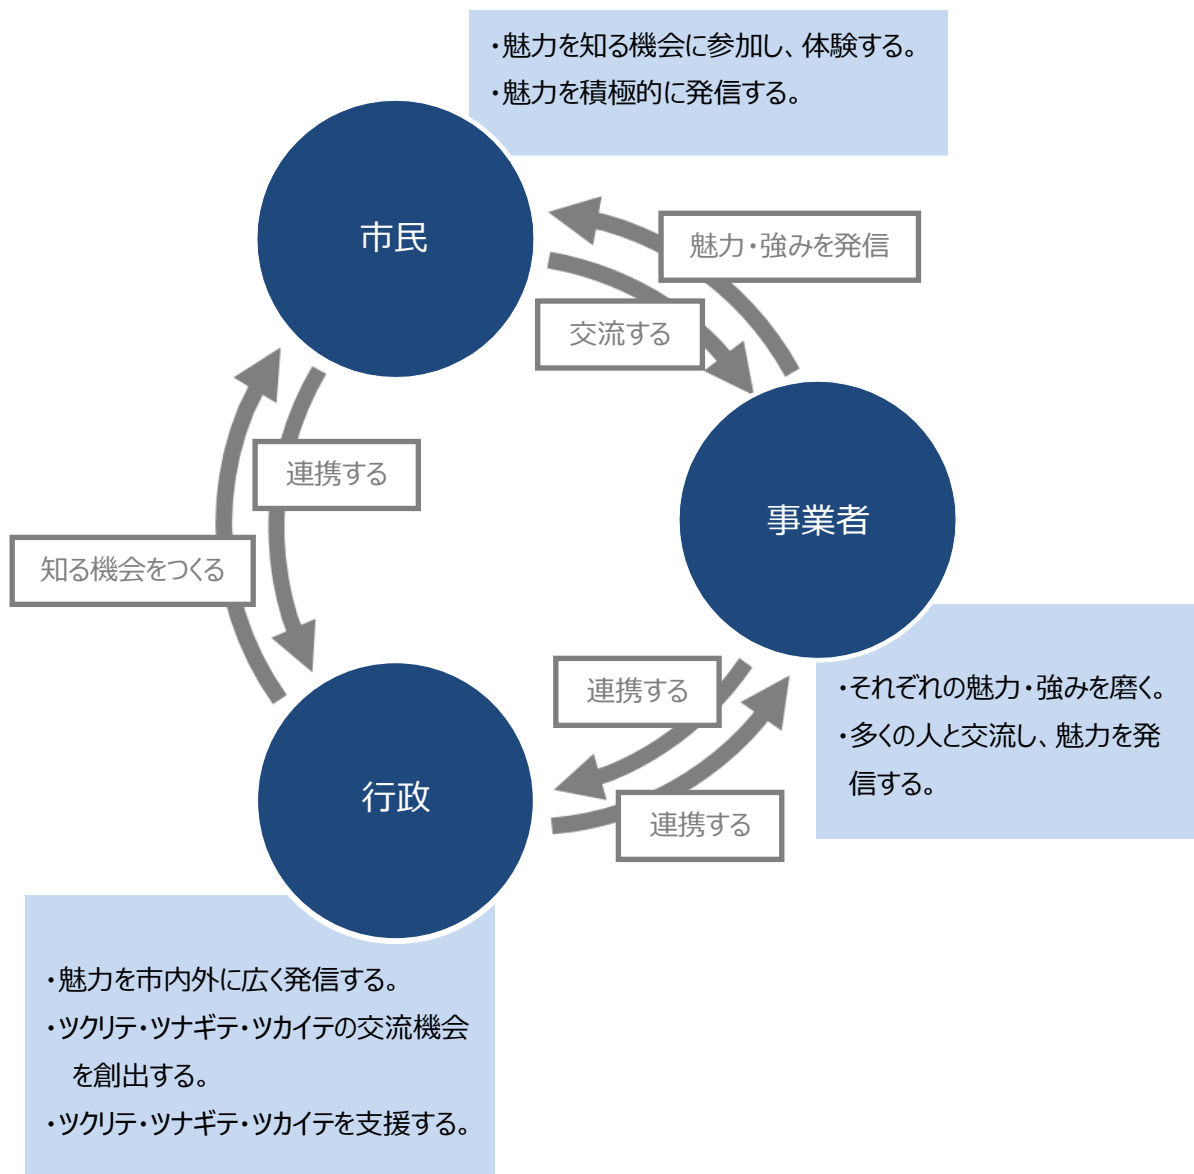 ・魅力を知る機会に参加し、体験する。
・魅力を積極的に発信する。
市民
魅力・強みを発信
交流する
連携する
事業者
知る機会をつくる
連携する
・それぞれの魅力・強みを磨く。
・多くの人と交流し、魅力を発
信する。
行政
連携する
・魅力を市内外に広く発信する。
・ツクリテ・ツナギテ・ツカイテの交流機会
を創出する。
・ツクリテ・ツナギテ・ツカイテを支援する。